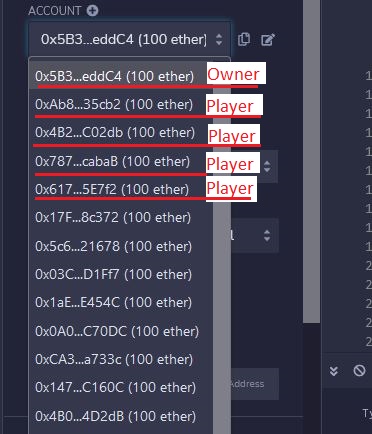 ACCOUNT
0x5B3...eddC4 (100 ether)
0x5B3...eddC4 (100 ether) Owner
0xAb8...35cb2 (100 ether) Player
0x4B2...C02db (100 ether) Player
0x787...cabaB (100 ether) Player
0x617...5E7f2 (100 ether) Player
0x17F...8c372 (100 ether)
0x5c6...21678 (100 ether)
0x03C...D1Ff7 (100 ether)
0x1aE...E454C (100 ether)
0x0A0...C70DC (100 ether)
0xCA3...a733c (100 ether)
0x147...C160C (100 ether)
Address
0x4B0...4D2dB (100 ether)